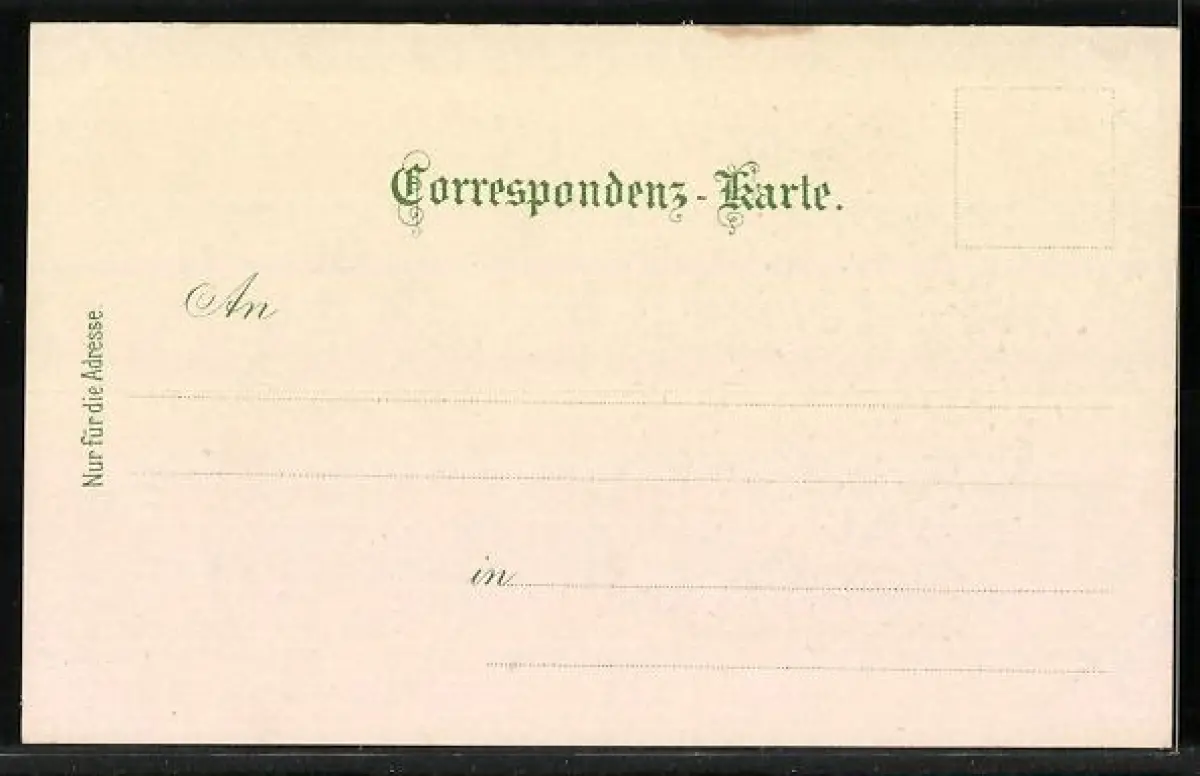 Correspondenz-Karte.
An
Nur für die Adresse.
in